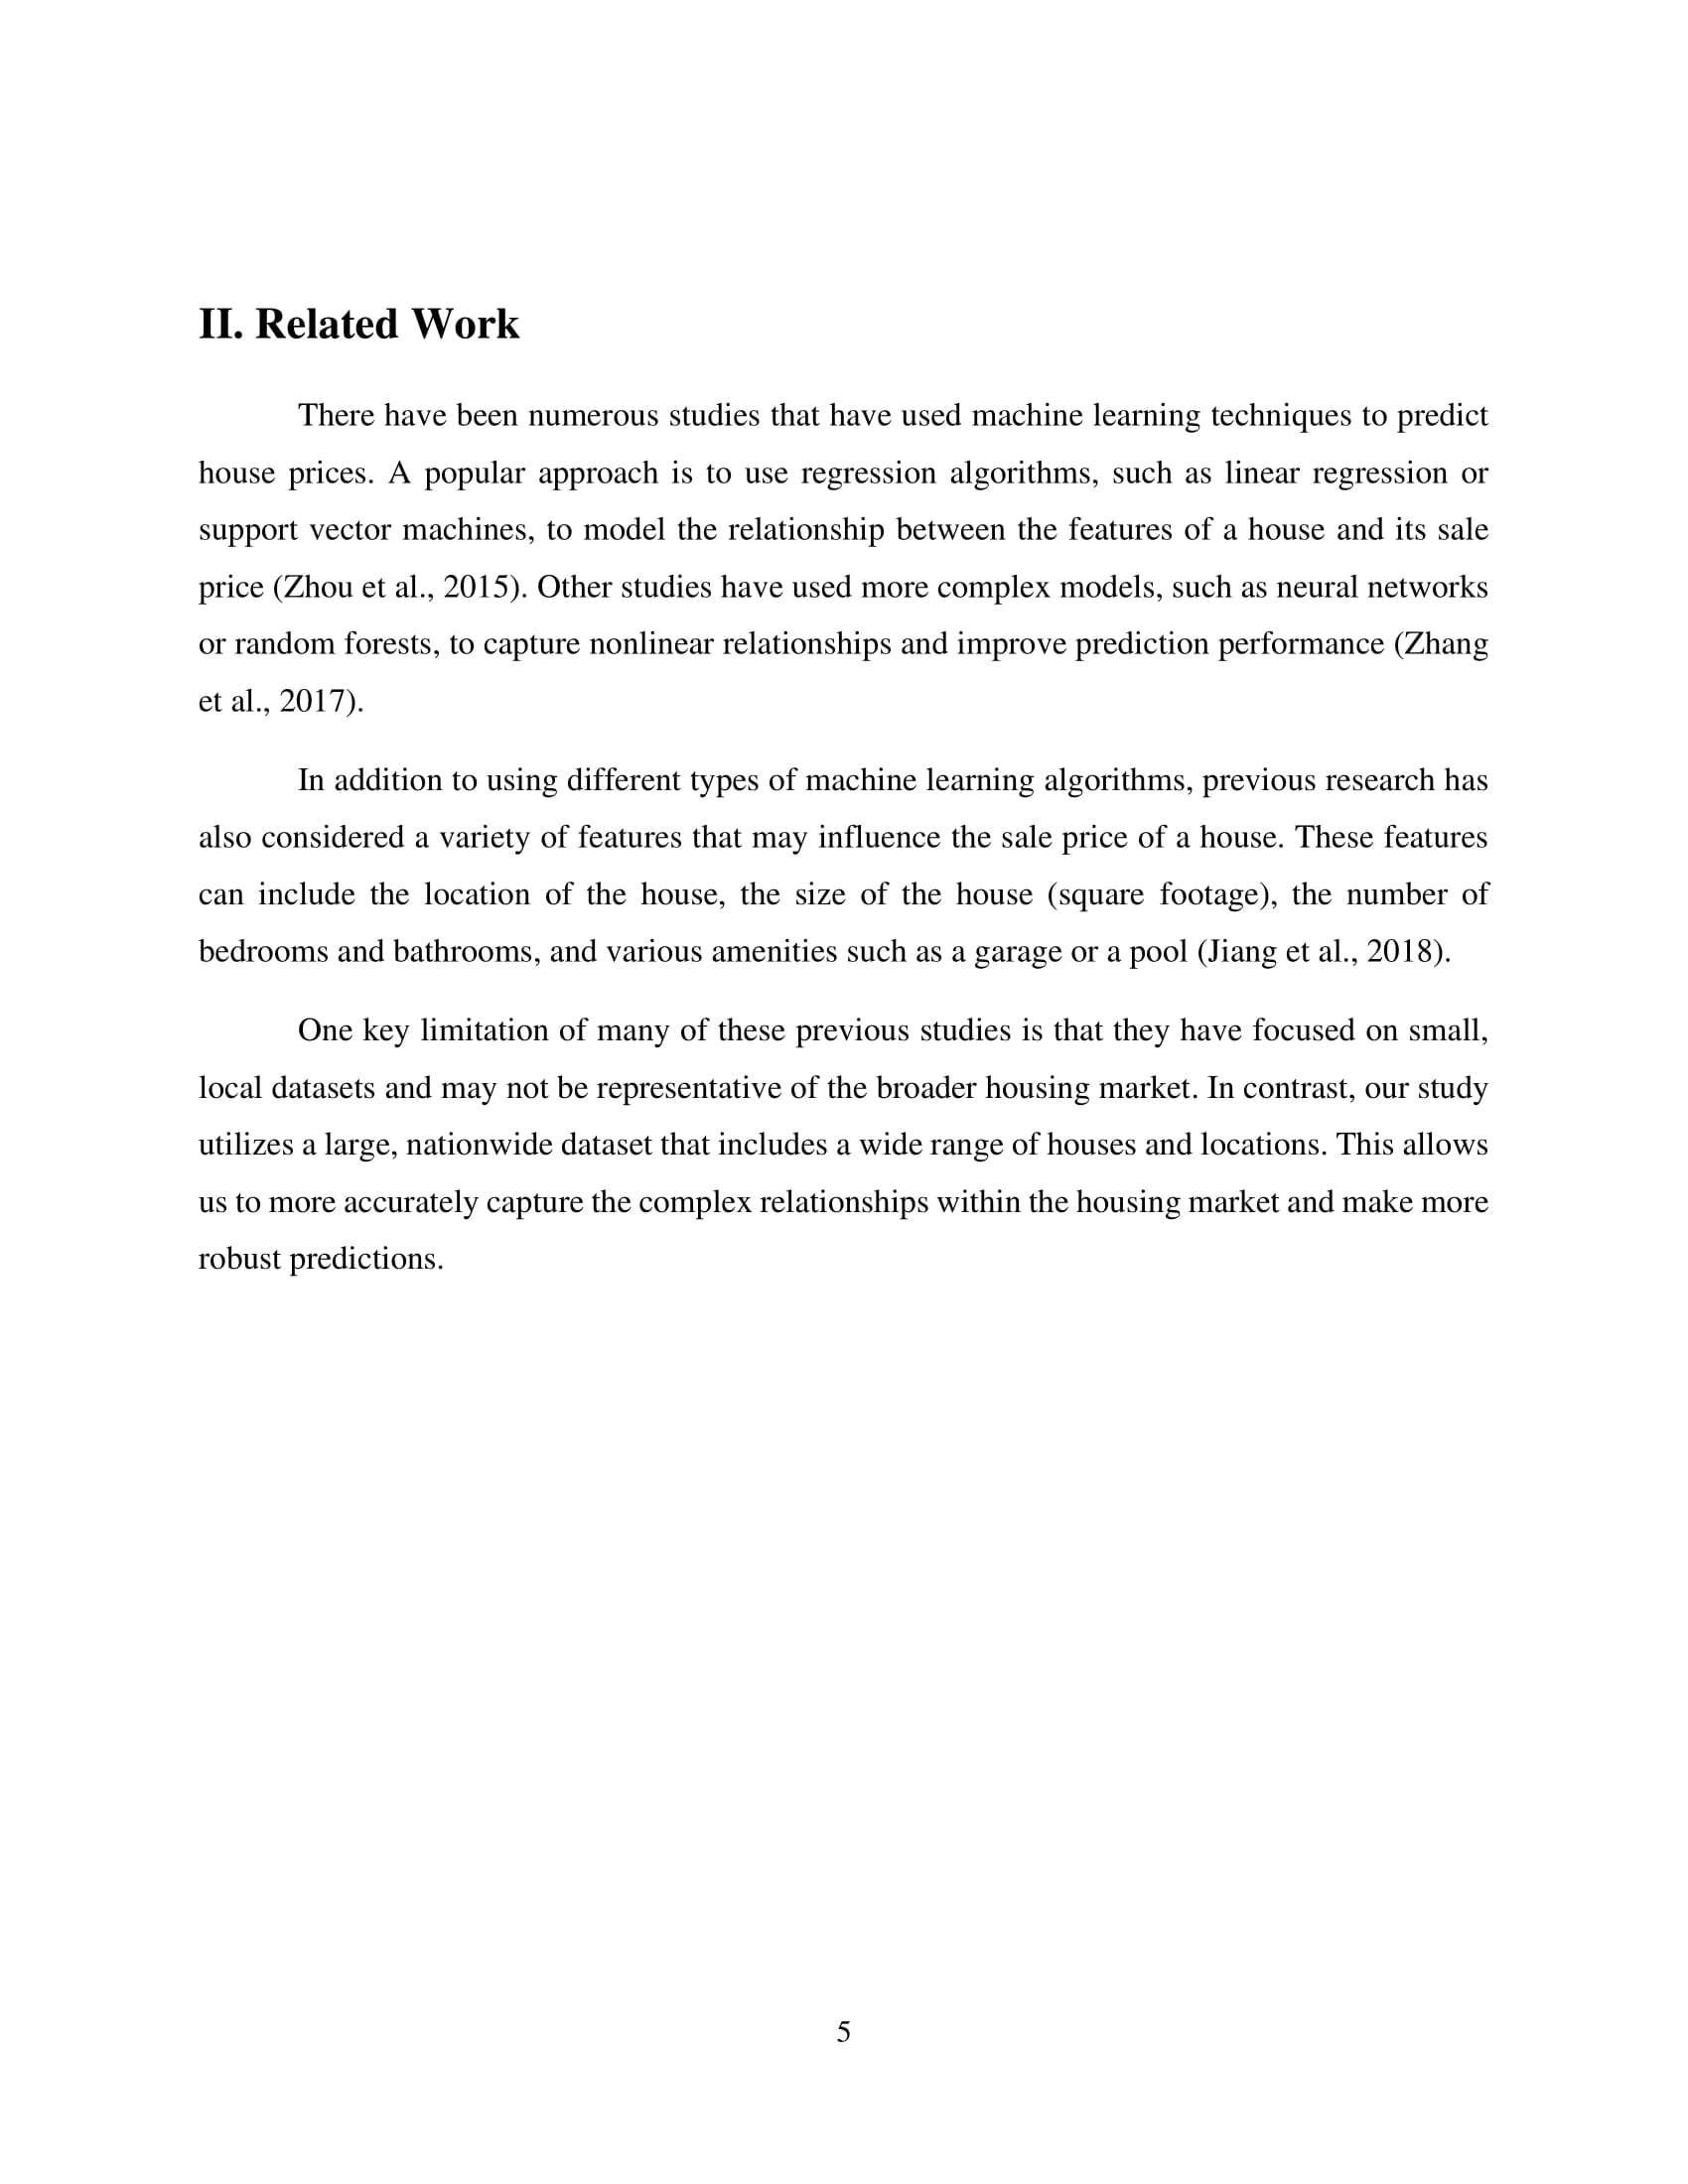 II. Related Work
There have been numerous studies that have used machine learning techniques to predict
house prices. A popular approach is to use regression algorithms, such as linear regression or
support vector machines, to model the relationship between the features of a house and its sale
price (Zhou et al., 2015). Other studies have used more complex models, such as neural networks
or random forests, to capture nonlinear relationships and improve prediction performance (Zhang
et al., 2017).
In addition to using different types of machine learning algorithms, previous research has
also considered a variety of features that may influence the sale price of a house. These features
can include the location of the house, the size of the house (square footage), the number of
bedrooms and bathrooms, and various amenities such as a garage or a pool (Jiang et al., 2018).
One key limitation of many of these previous studies is that they have focused on small,
local datasets and may not be representative of the broader housing market. In contrast, our study
utilizes a large, nationwide dataset that includes a wide range of houses and locations. This allows
us to more accurately capture the complex relationships within the housing market and make more
robust predictions.
5